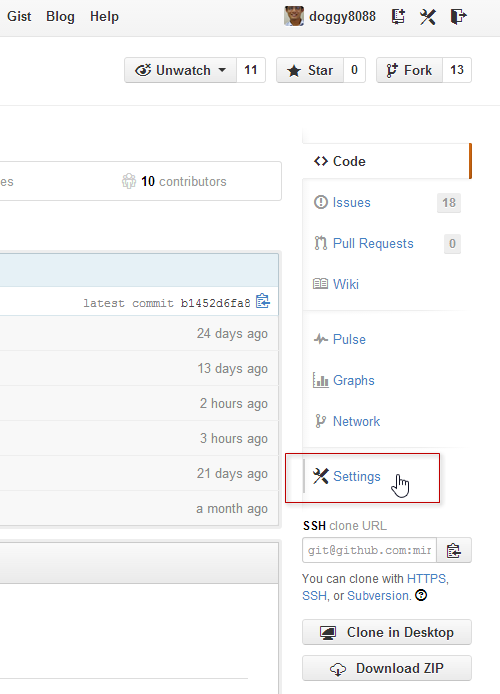 Gist Blog Help doggy8088
Unwatch 11 Star 0 Fork 13
Code
es 10 contributors
Issues 18
Pull Requests 0
Wiki
latest commit b1452d6fa8
24 days ago
Pulse
13 days ago
Graphs
2 hours ago
Network
3 hours ago
21 days ago
Settings
a month ago
SSH clone URL
git@github.com:mir
You can clone with HTTPS,
SSH, or Subversion.
Clone in Desktop
Download ZIP